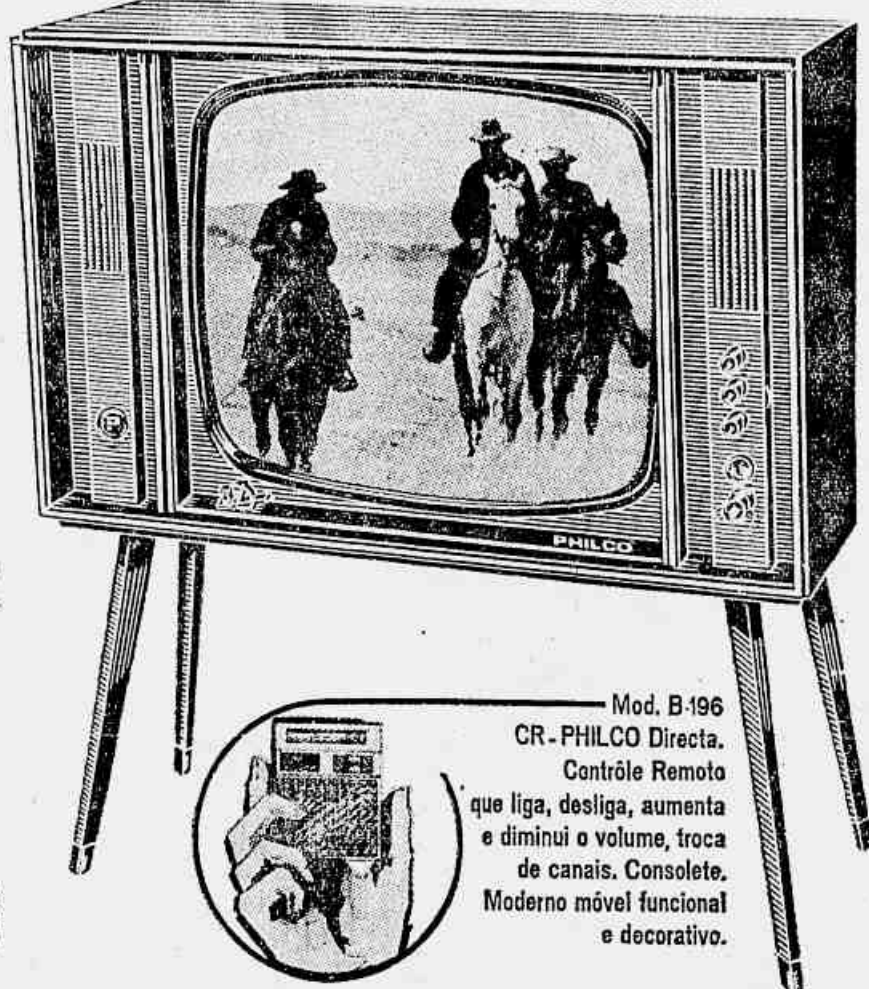 PHILCO
Mod. B-196
CR-PHILCO Directa.
Contrôle Remoto
que liga, desliga, aumenta
e diminui o volume, troca
de canais. Consolete.
Moderno móvel funcional
e decorativo.